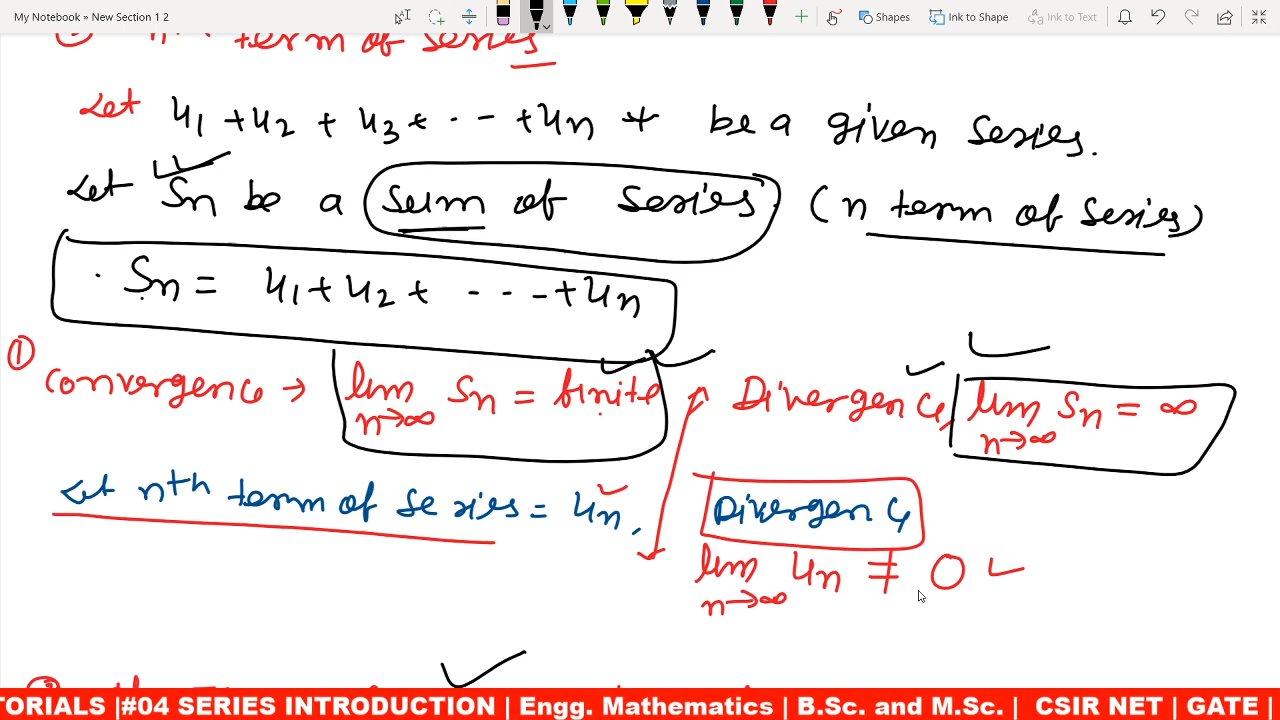 My Notebook » New Section 1 2
Shapes
Ink to Shape
Ink to Text
term of series
Let u1 + u2 + u3 + ... + un + be a given series.
Let Sn be a sum of series (n term of series)
Sn = u1 + u2 + ... + un
① Convergence → lim n→∞ Sn = finite Divergence, lim n→∞ Sn = ∞
Let nth term of series = un, Divergence
lim n→∞ un ≠ 0
TORIALS |#04 SERIES INTRODUCTION | Engg. Mathematics | B.Sc. and M.Sc. | CSIR NET | GATE |